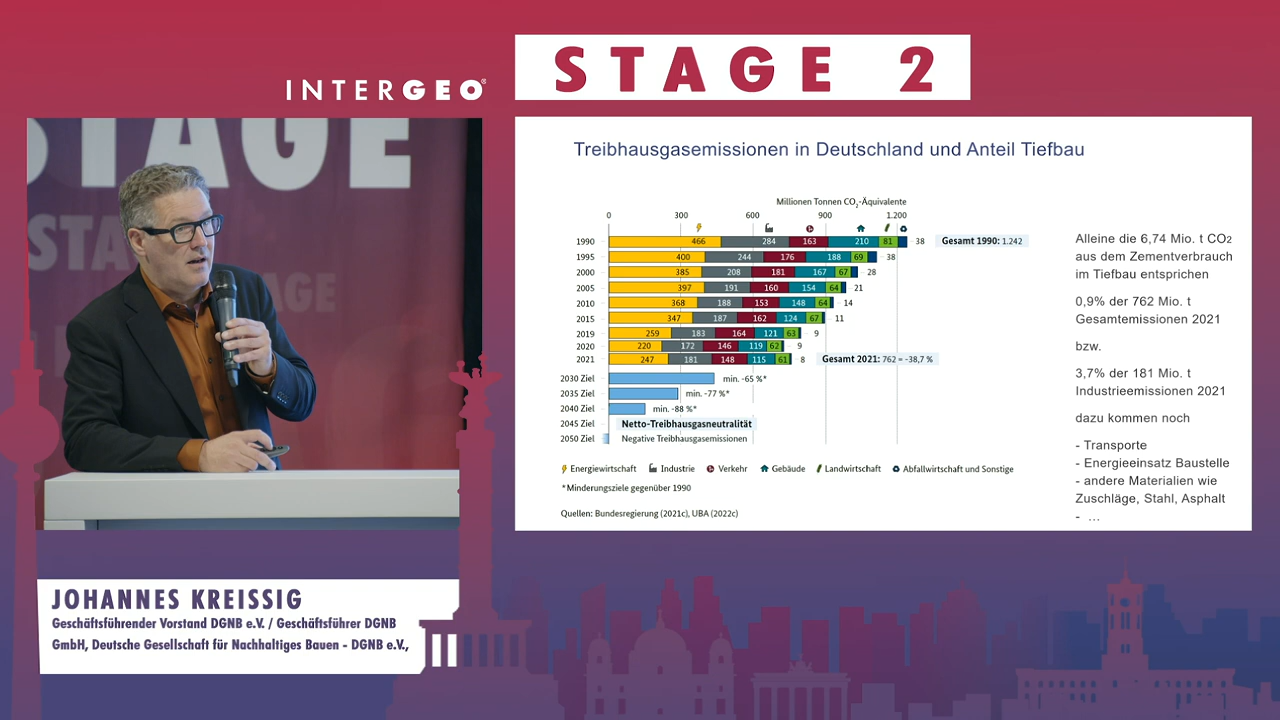 INTERGEO®
STAGE 2
STAGE
STA
AGE
Treibhausgasemissionen in Deutschland und Anteil Tiefbau
Millionen Tonnen CO₂-Äquivalente
0 300 600 900 1.200
1990 466 284 163 210 81 38 Gesamt 1990: 1.242
1995 400 244 176 188 69 38
2000 385 208 181 167 67 28
2005 397 191 160 154 64 21
2010 368 188 153 148 64 14
2015 347 187 162 124 67 11
2019 259 183 164 121 63 9
2020 220 172 146 119 62 9
2021 247 181 148 115 61 8 Gesamt 2021: 762 = -38,7 %
2030 Ziel min. -65 %*
2035 Ziel min. -77 %*
2040 Ziel min. -88 %*
2045 Ziel Netto-Treibhausgasneutralität
2050 Ziel Negative Treibhausgasemissionen
Energiewirtschaft Industrie Verkehr Gebäude Landwirtschaft Abfallwirtschaft und Sonstige
*Minderungsziele gegenüber 1990
Quellen: Bundesregierung (2021c), UBA (2022c)
Alleine die 6,74 Mio. t CO2
aus dem Zementverbrauch
im Tiefbau entsprichen
0,9% der 762 Mio. t
Gesamtemissionen 2021
bzw.
3,7% der 181 Mio. t
Industrieemissionen 2021
dazu kommen noch
- Transporte
- Energieeinsatz Baustelle
- andere Materialien wie
Zuschläge, Stahl, Asphalt
- ...
JOHANNES KREISSIG
Geschäftsführender Vorstand DGNB e.V. / Geschäftsführer DGNB
GmbH, Deutsche Gesellschaft für Nachhaltiges Bauen - DGNB e.V.,